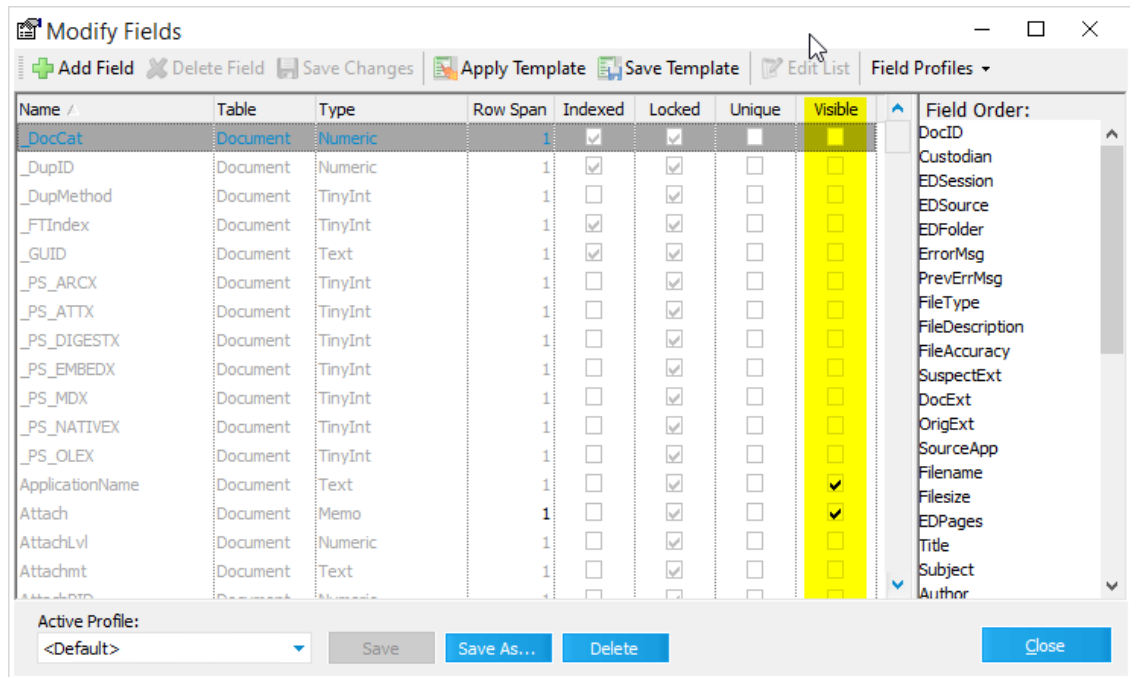 Modify Fields
Add Field Delete Field Save Changes Apply Template Save Template Edit List Field Profiles
Name Table Type Row Span Indexed Locked Unique Visible
_DocCat Document Numeric 1
_DupID Document Numeric 1
_DupMethod Document TinyInt 1
_FTIndex Document TinyInt 1
_GUID Document Text 1
_PS_ARCX Document TinyInt 1
_PS_ATTX Document TinyInt 1
_PS_DIGESTX Document TinyInt 1
_PS_EMBEDX Document TinyInt 1
_PS_MDX Document TinyInt 1
_PS_NATIVEX Document TinyInt 1
_PS_OLEX Document TinyInt 1
ApplicationName Document Text 1
Attach Document Memo 1
AttachLvl Document Numeric 1
Attachmt Document Text 1
AttachPID Document Numeric 1
Field Order:
DocID
Custodian
EDSession
EDSource
EDFolder
ErrorMsg
PrevErrMsg
FileType
FileDescription
FileAccuracy
SuspectExt
DocExt
OrigExt
SourceApp
Filename
Filesize
EDPages
Title
Subject
Author
Active Profile:
<Default> Save Save As... Delete Close